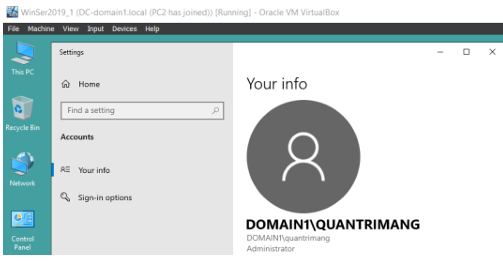 WinSer2019_1 (DC-domain1.local (PC2 has joined)) [Running] - Oracle VM VirtualBox
File Machine View Input Devices Help
This PC
Recycle Bin
Network
Control
Panel
Settings
Home
Find a setting
Accounts
Your info
Sign-in options
Your info
DOMAIN1\QUANTRIMANG
DOMAIN1\quantrimang
Administrator